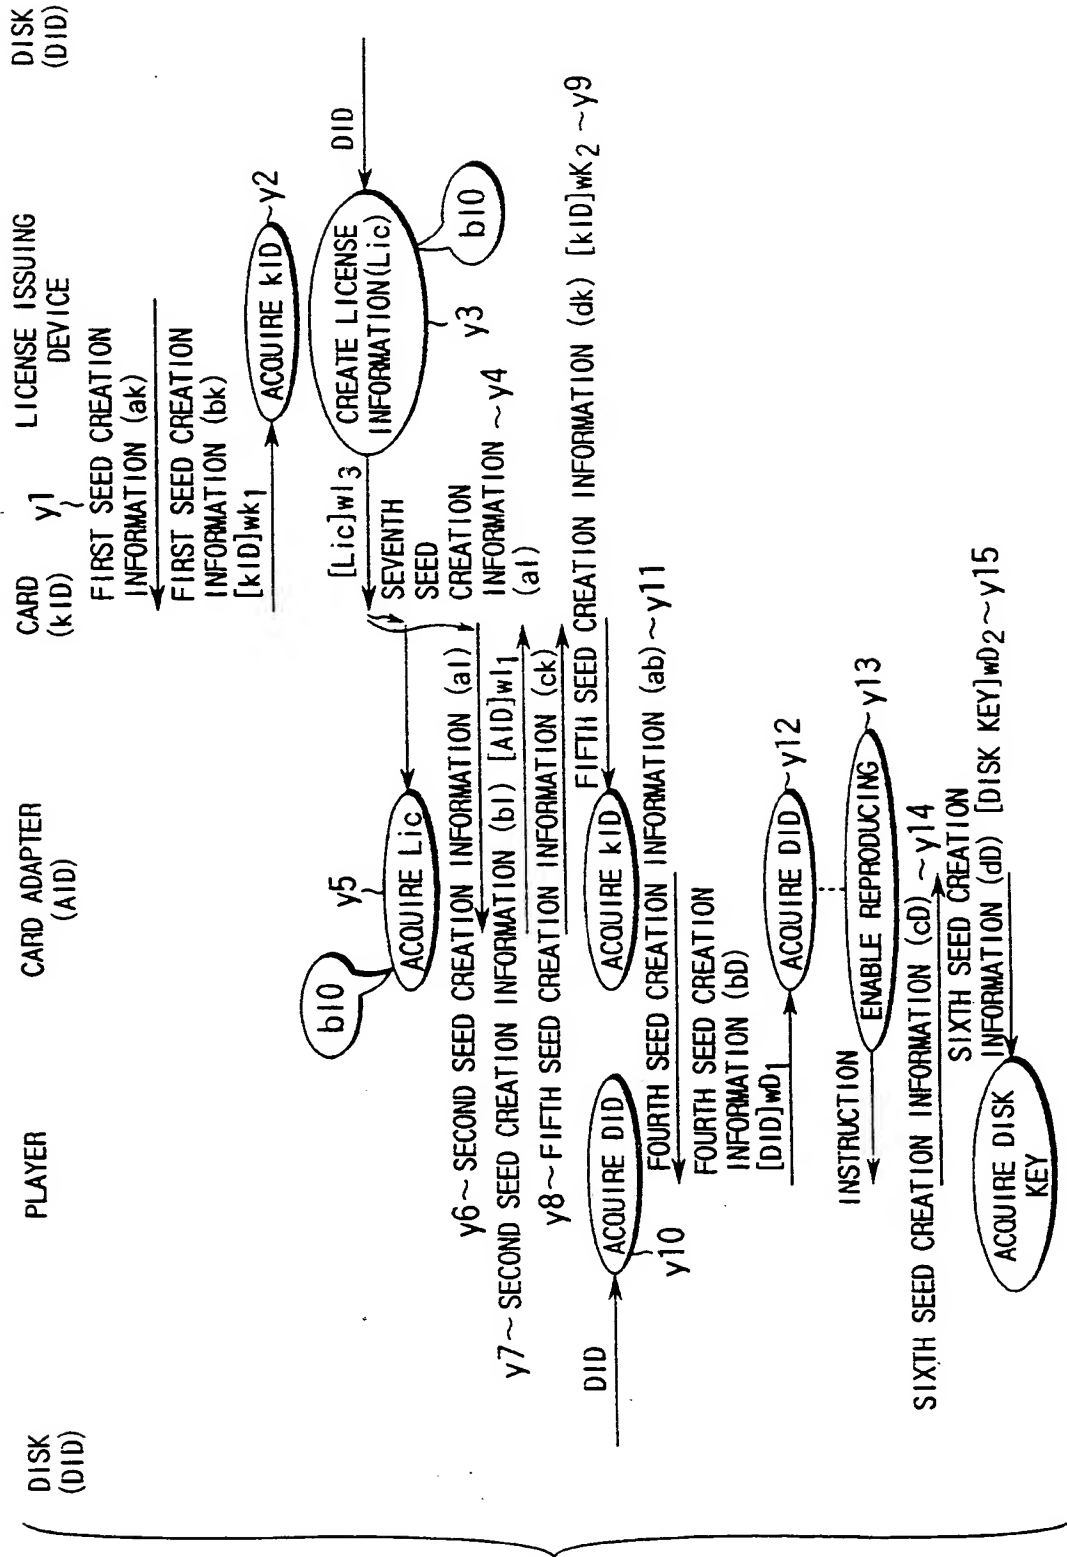 DISK
(DID)
PLAYER
CARD ADAPTER
(AID)
CARD
(kID)
LICENSE ISSUING
DEVICE
DISK
(DID)
y1
FIRST SEED CREATION
INFORMATION (ak)
FIRST SEED CREATION
INFORMATION (bk)
[kID]wk1
ACQUIRE kID
y2
DID
CREATE LICENSE
INFORMATION(Lic)
b10
y3
[Lic]wl3
SEVENTH
SEED
CREATION
INFORMATION ~y4
(al)
b10
y5
ACQUIRE Lic
y6~SECOND SEED CREATION INFORMATION (al)
y7~SECOND SEED CREATION INFORMATION (bl) [AID]wl1
y8~FIFTH SEED CREATION INFORMATION (ck)
FIFTH SEED CREATION INFORMATION (dk) [kID]wK2 ~y9
DID
ACQUIRE DID
y10
ACQUIRE kID
FOURTH SEED CREATION INFORMATION (ab)~y11
FOURTH SEED CREATION
INFORMATION (bD)
[DID]wD1
ACQUIRE DID
~y12
INSTRUCTION
ENABLE REPRODUCING
~y13
SIXTH SEED CREATION INFORMATION (cD) ~y14
SIXTH SEED CREATION
INFORMATION (dD) [DISK KEY]wD2~y15
ACQUIRE DISK
KEY